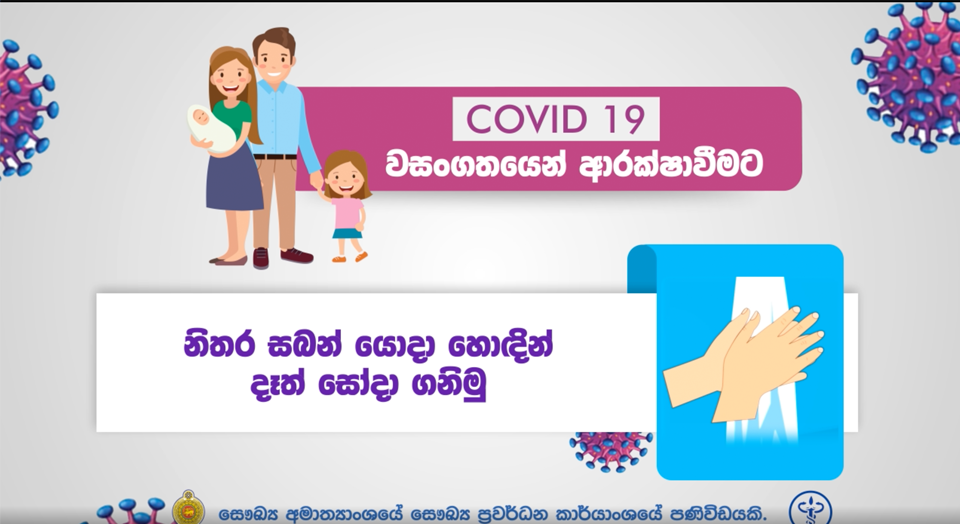 COVID 19
වසංගතයෙන් ආරක්ෂාවීමට
නිතර සබන් යොදා හොඳින්
දෑත් සෝදා ගනිමු
සෞඛ්‍ය අමාත්‍යාංශයේ සෞඛ්‍ය ප්‍රවර්ධන කාර්යාංශයේ පණිවිඩයකි.